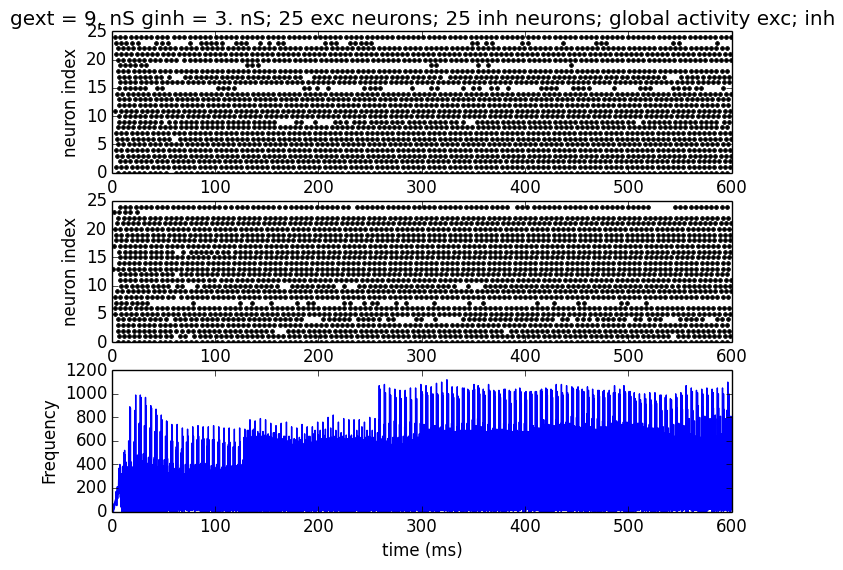 gext = 9. nS ginh = 3. nS; 25 exc neurons; 25 inh neurons; global activity exc; inh
25
20
15
10
5
0
neuron index
0 100 200 300 400 500 600
25
20
15
10
5
0
neuron index
0 100 200 300 400 500 600
1200
1000
800
600
400
200
0
Frequency
0 100 200 300 400 500 600
time (ms)